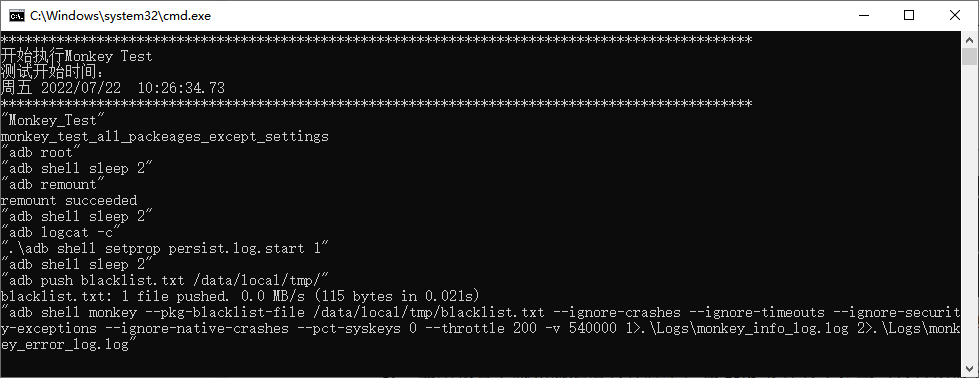 C:\Windows\system32\cmd.exe
**********************************************************************************************
开始执行Monkey Test
测试开始时间：
周五 2022/07/22  10:26:34.73
**********************************************************************************************
"Monkey_Test"
monkey_test_all_packeages_except_settings
"adb root"
"adb shell sleep 2"
"adb remount"
remount succeeded
"adb shell sleep 2"
"adb logcat -c"
".\adb shell setprop persist.log.start 1"
"adb shell sleep 2"
"adb push blacklist.txt /data/local/tmp/"
blacklist.txt: 1 file pushed. 0.0 MB/s (115 bytes in 0.021s)
"adb shell monkey --pkg-blacklist-file /data/local/tmp/blacklist.txt --ignore-crashes --ignore-timeouts --ignore-securit
y-exceptions --ignore-native-crashes --pct-syskeys 0 --throttle 200 -v 540000 1>.\Logs\monkey_info_log.log 2>.\Logs\monk
ey_error_log.log"